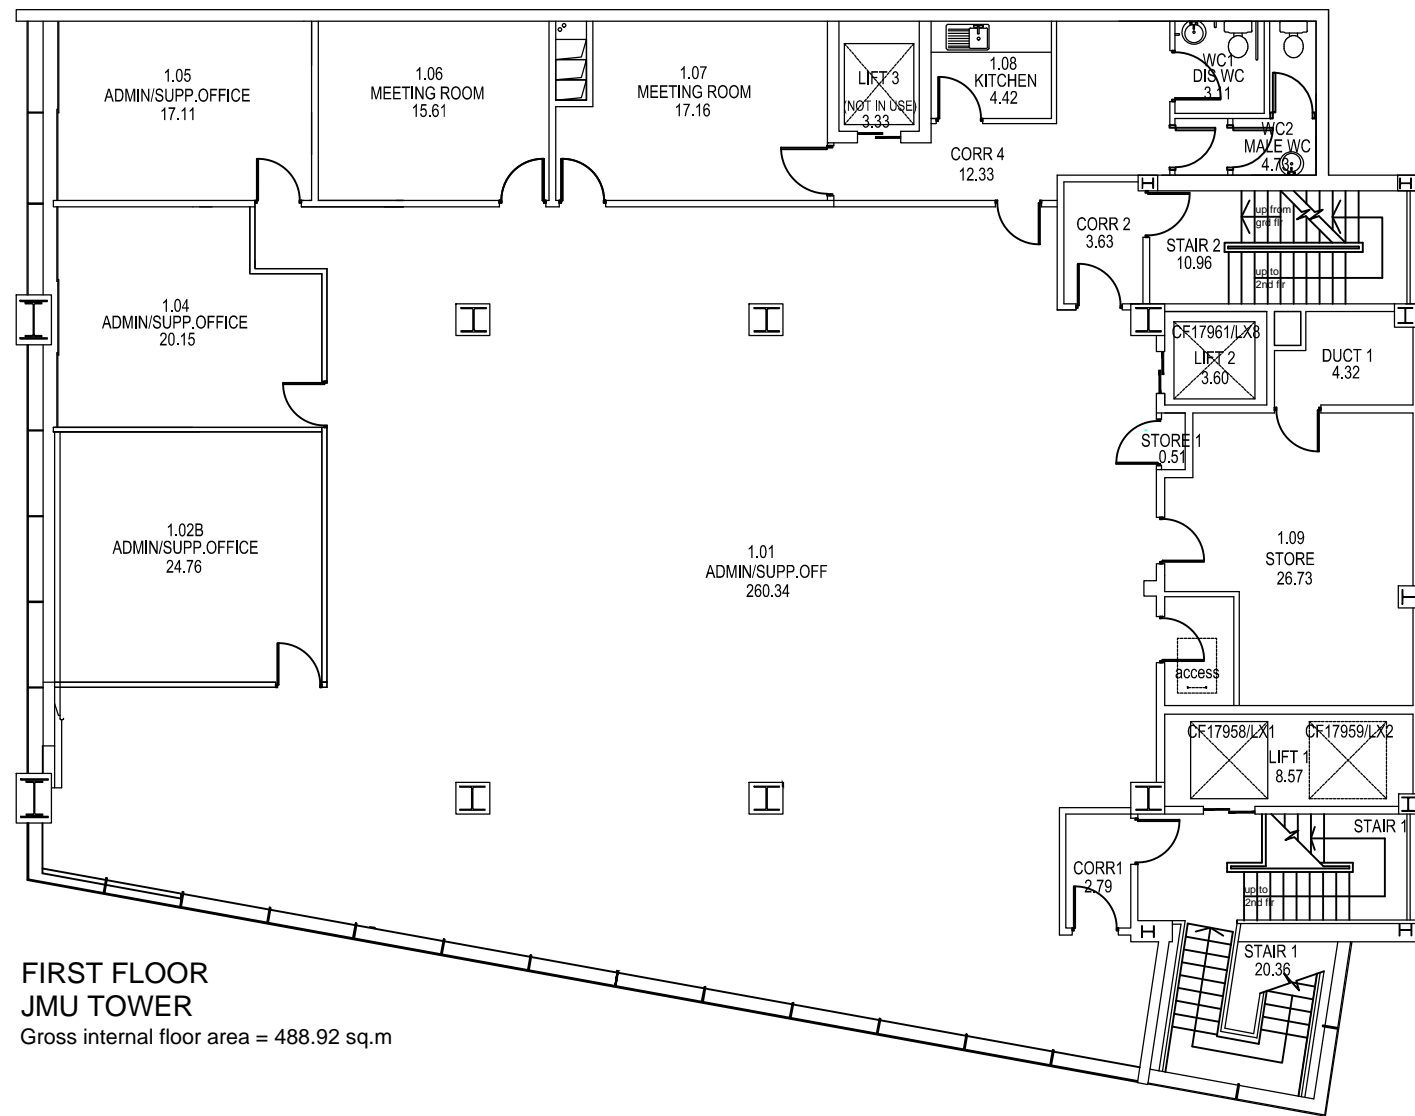 1.05
ADMIN/SUPP.OFFICE
17.11
1.06
MEETING ROOM
15.61
1.07
MEETING ROOM
17.16
LIFT 3
(NOT IN USE)
3.33
1.08
KITCHEN
4.42
WC1
DIS WC
3.11
WC2
MALE WC
4.73
CORR 4
12.33
CORR 2
3.63
STAIR 2
10.96
up from
grd flr
up to
2nd flr
1.04
ADMIN/SUPP.OFFICE
20.15
CF17961/LX8
LIFT 2
3.60
DUCT 1
4.32
STORE 1
0.51
1.02B
ADMIN/SUPP.OFFICE
24.76
1.01
ADMIN/SUPP.OFF
260.34
1.09
STORE
26.73
access
CF17958/LX1
CF17959/LX2
LIFT 1
8.57
STAIR 1
CORR1
2.79
up to
2nd flr
STAIR 1
20.36
FIRST FLOOR
JMU TOWER
Gross internal floor area = 488.92 sq.m